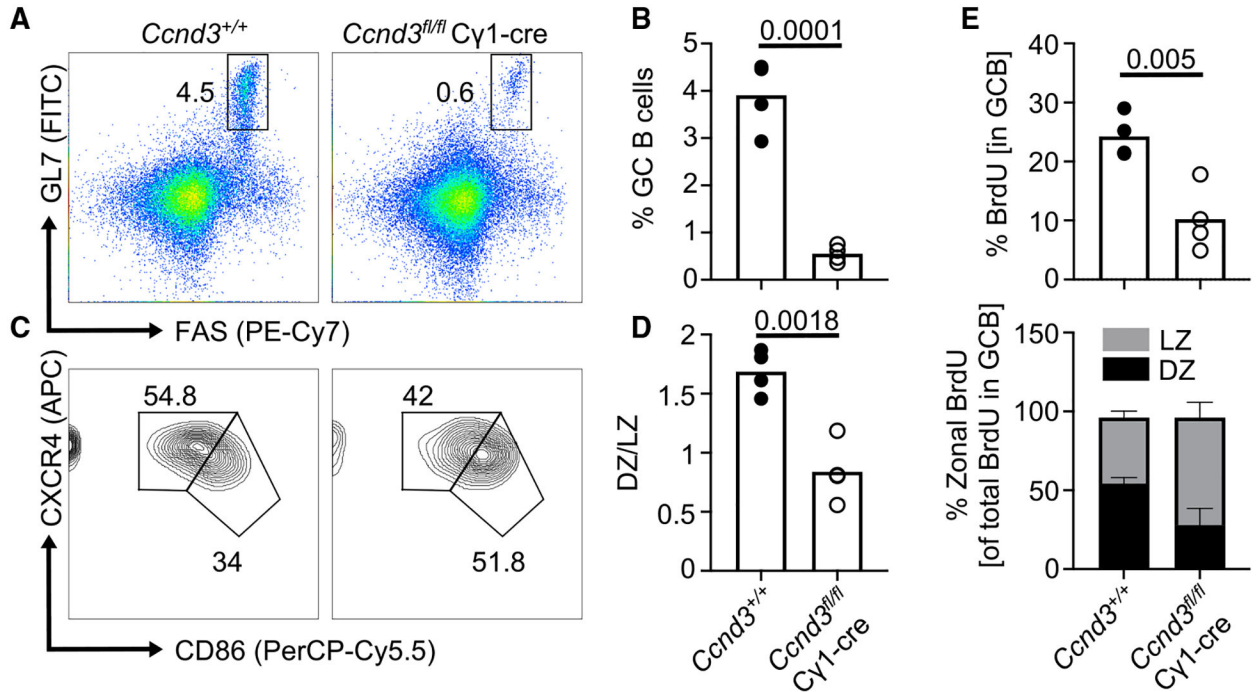 A
Ccnd3+/+
Ccnd3fl/fl Cγ1-cre
GL7 (FITC)
4.5
0.6
FAS (PE-Cy7)
B
0.0001
% GC B cells
5
4
3
2
1
0
C
CXCR4 (APC)
54.8
34
42
51.8
CD86 (PerCP-Cy5.5)
D
0.0018
DZ/LZ
2
1.5
1
0.5
0
Ccnd3+/+
Ccnd3fl/fl
Cγ1-cre
E
0.005
% BrdU [in GCB]
40
30
20
10
0
% Zonal BrdU
[of total BrdU in GCB]
150
100
50
0
LZ
DZ
Ccnd3+/+
Ccnd3fl/fl
Cγ1-cre